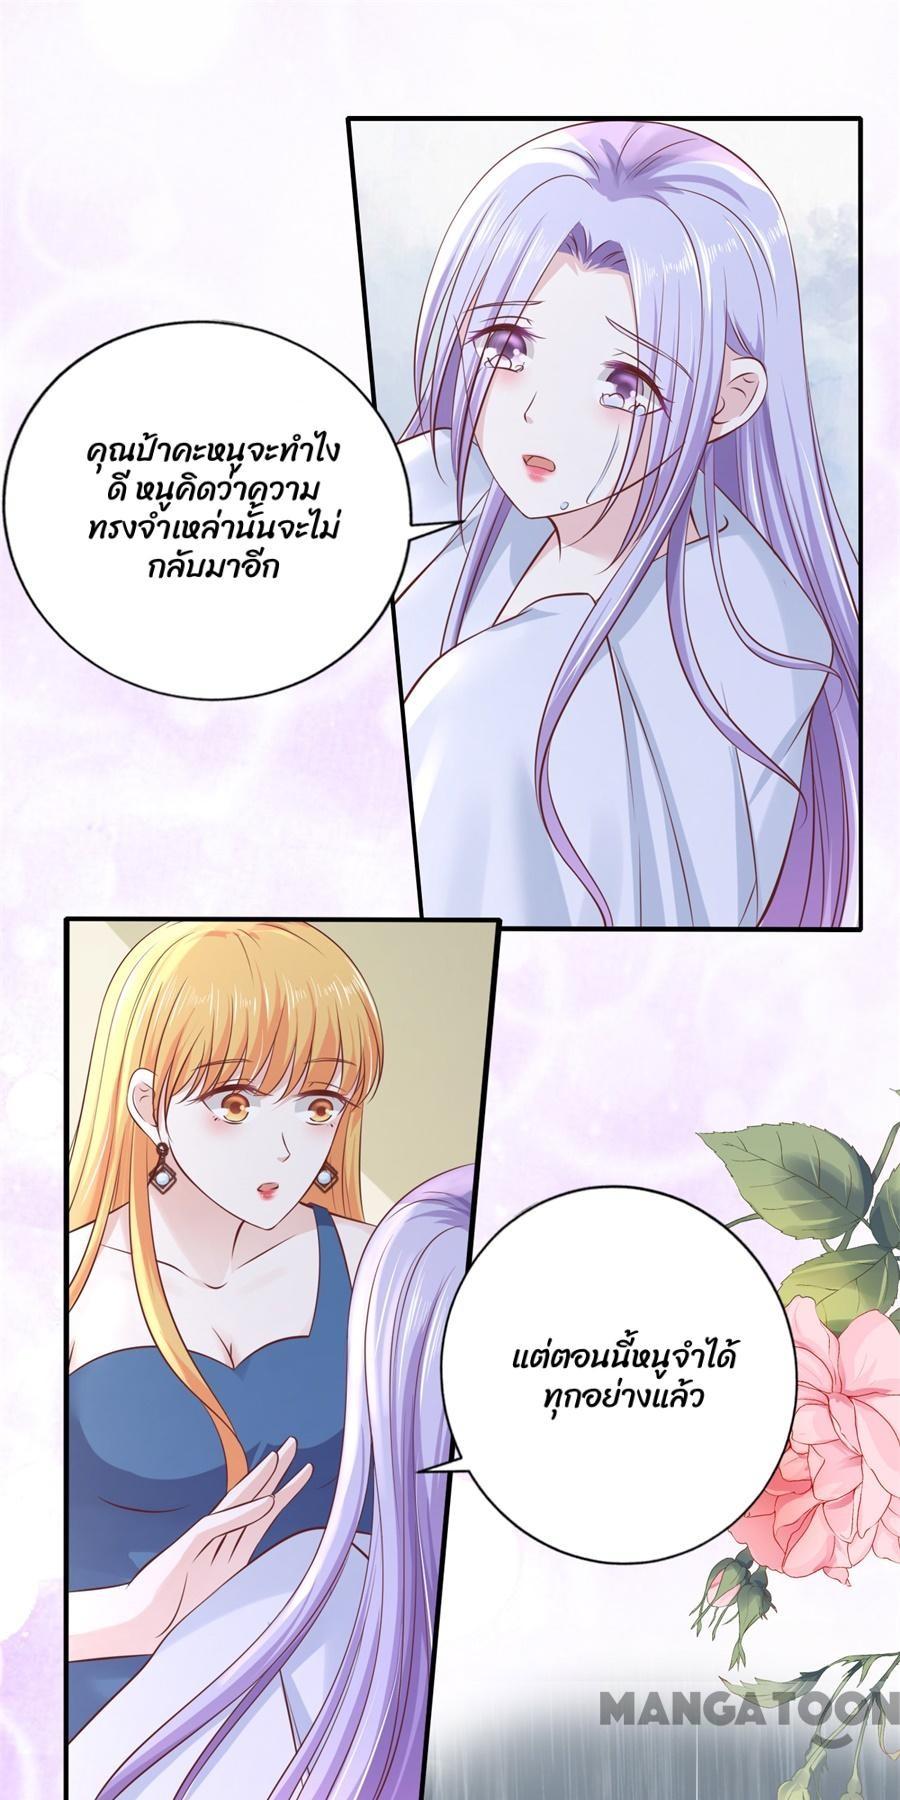 คุณป้าคะหนูจะทำไง
ดี หนูคิดว่าความ
ทรงจำเหล่านั้นจะไม่
กลับมาอีก
แต่ตอนนี้หนูจำได้
ทุกอย่างแล้ว
MANGATOON